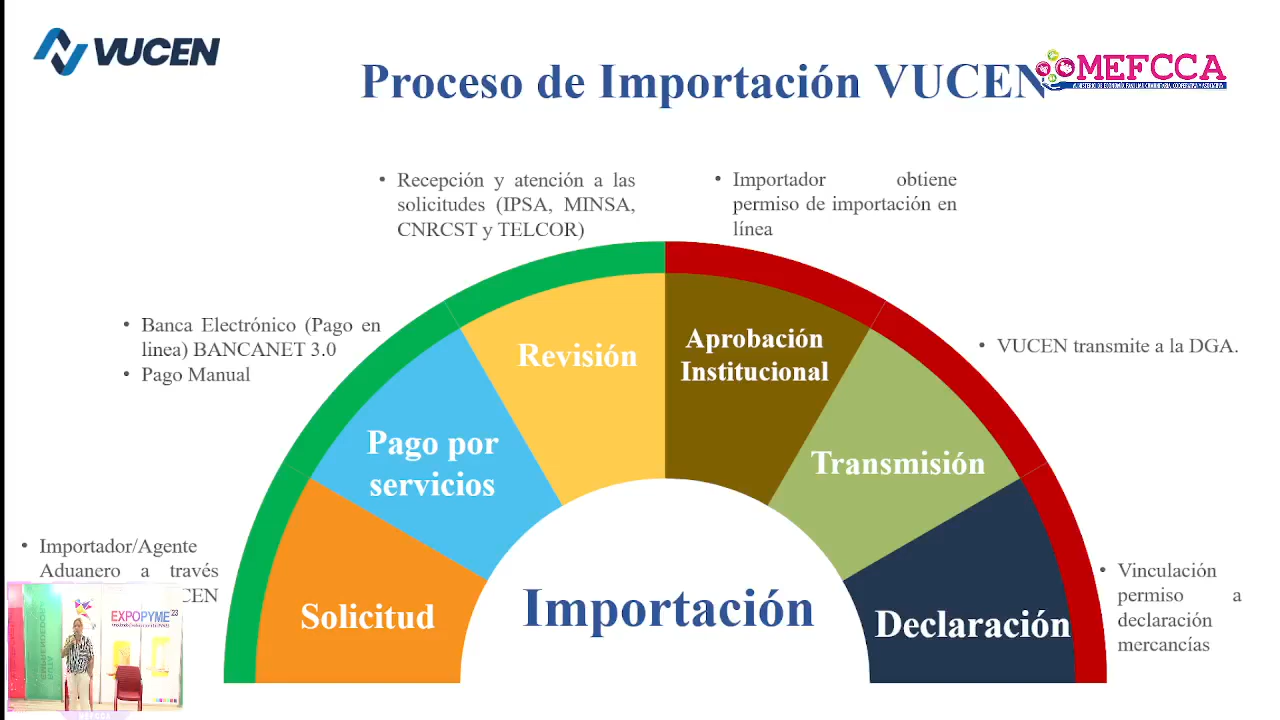 VUCEN
Proceso de Importación VUCEN
MEFCCA
• Recepción y atención a las
solicitudes (IPSA, MINSA,
CNRCST y TELCOR)
• Importador obtiene
permiso de importación en
línea
• Banca Electrónico (Pago en
linea) BANCANET 3.0
• Pago Manual
• VUCEN transmite a la DGA.
• Importador/Agente
Aduanero a través
CEN
• Vinculación
permiso a
declaración
mercancías
Solicitud
Pago por
servicios
Revisión
Aprobación
Institucional
Transmisión
Declaración
Importación
EXPOPYME 23
MEFCCA